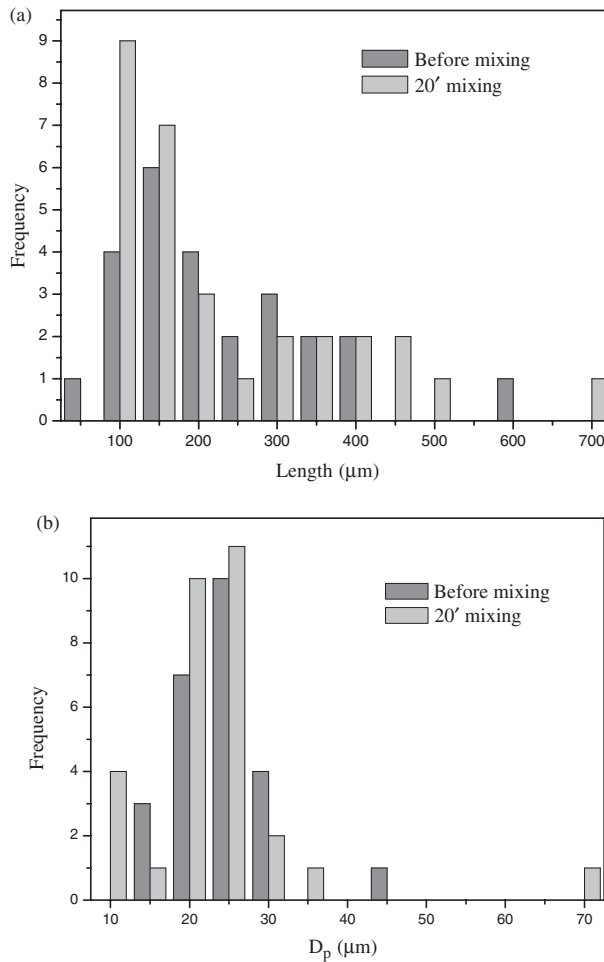 (a)
9
8
7
6
5
4
3
2
1
0
Frequency
Before mixing
20′ mixing
100 200 300 400 500 600 700
Length (μm)
(b)
10
8
6
4
2
0
Frequency
Before mixing
20′ mixing
10 20 30 40 50 60 70
Dp (μm)